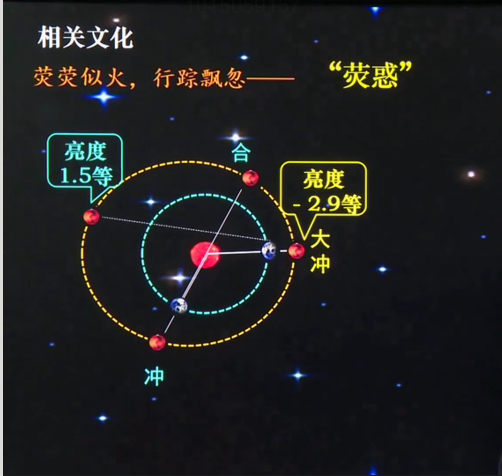 相关文化
荧荧似火，行踪飘忽——
“荧惑”
合
亮度
1.5等
亮度
- 2.9等
大
冲
冲